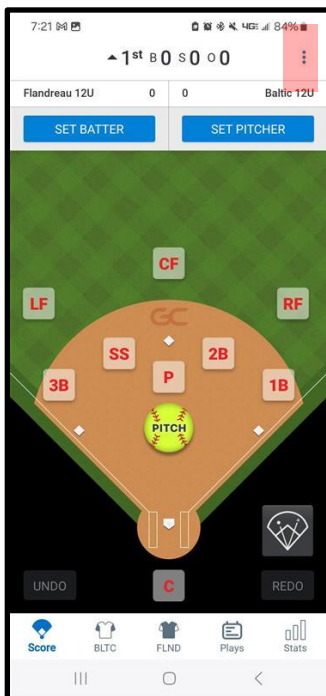 7:21 4G 84%
1st B 0 S 0 O 0
Flandreau 12U 0 0 Baltic 12U
SET BATTER SET PITCHER
CF
LF RF
GC
SS 2B
P
3B 1B
PITCH
UNDO C REDO
Score BLTC FLND Plays Stats